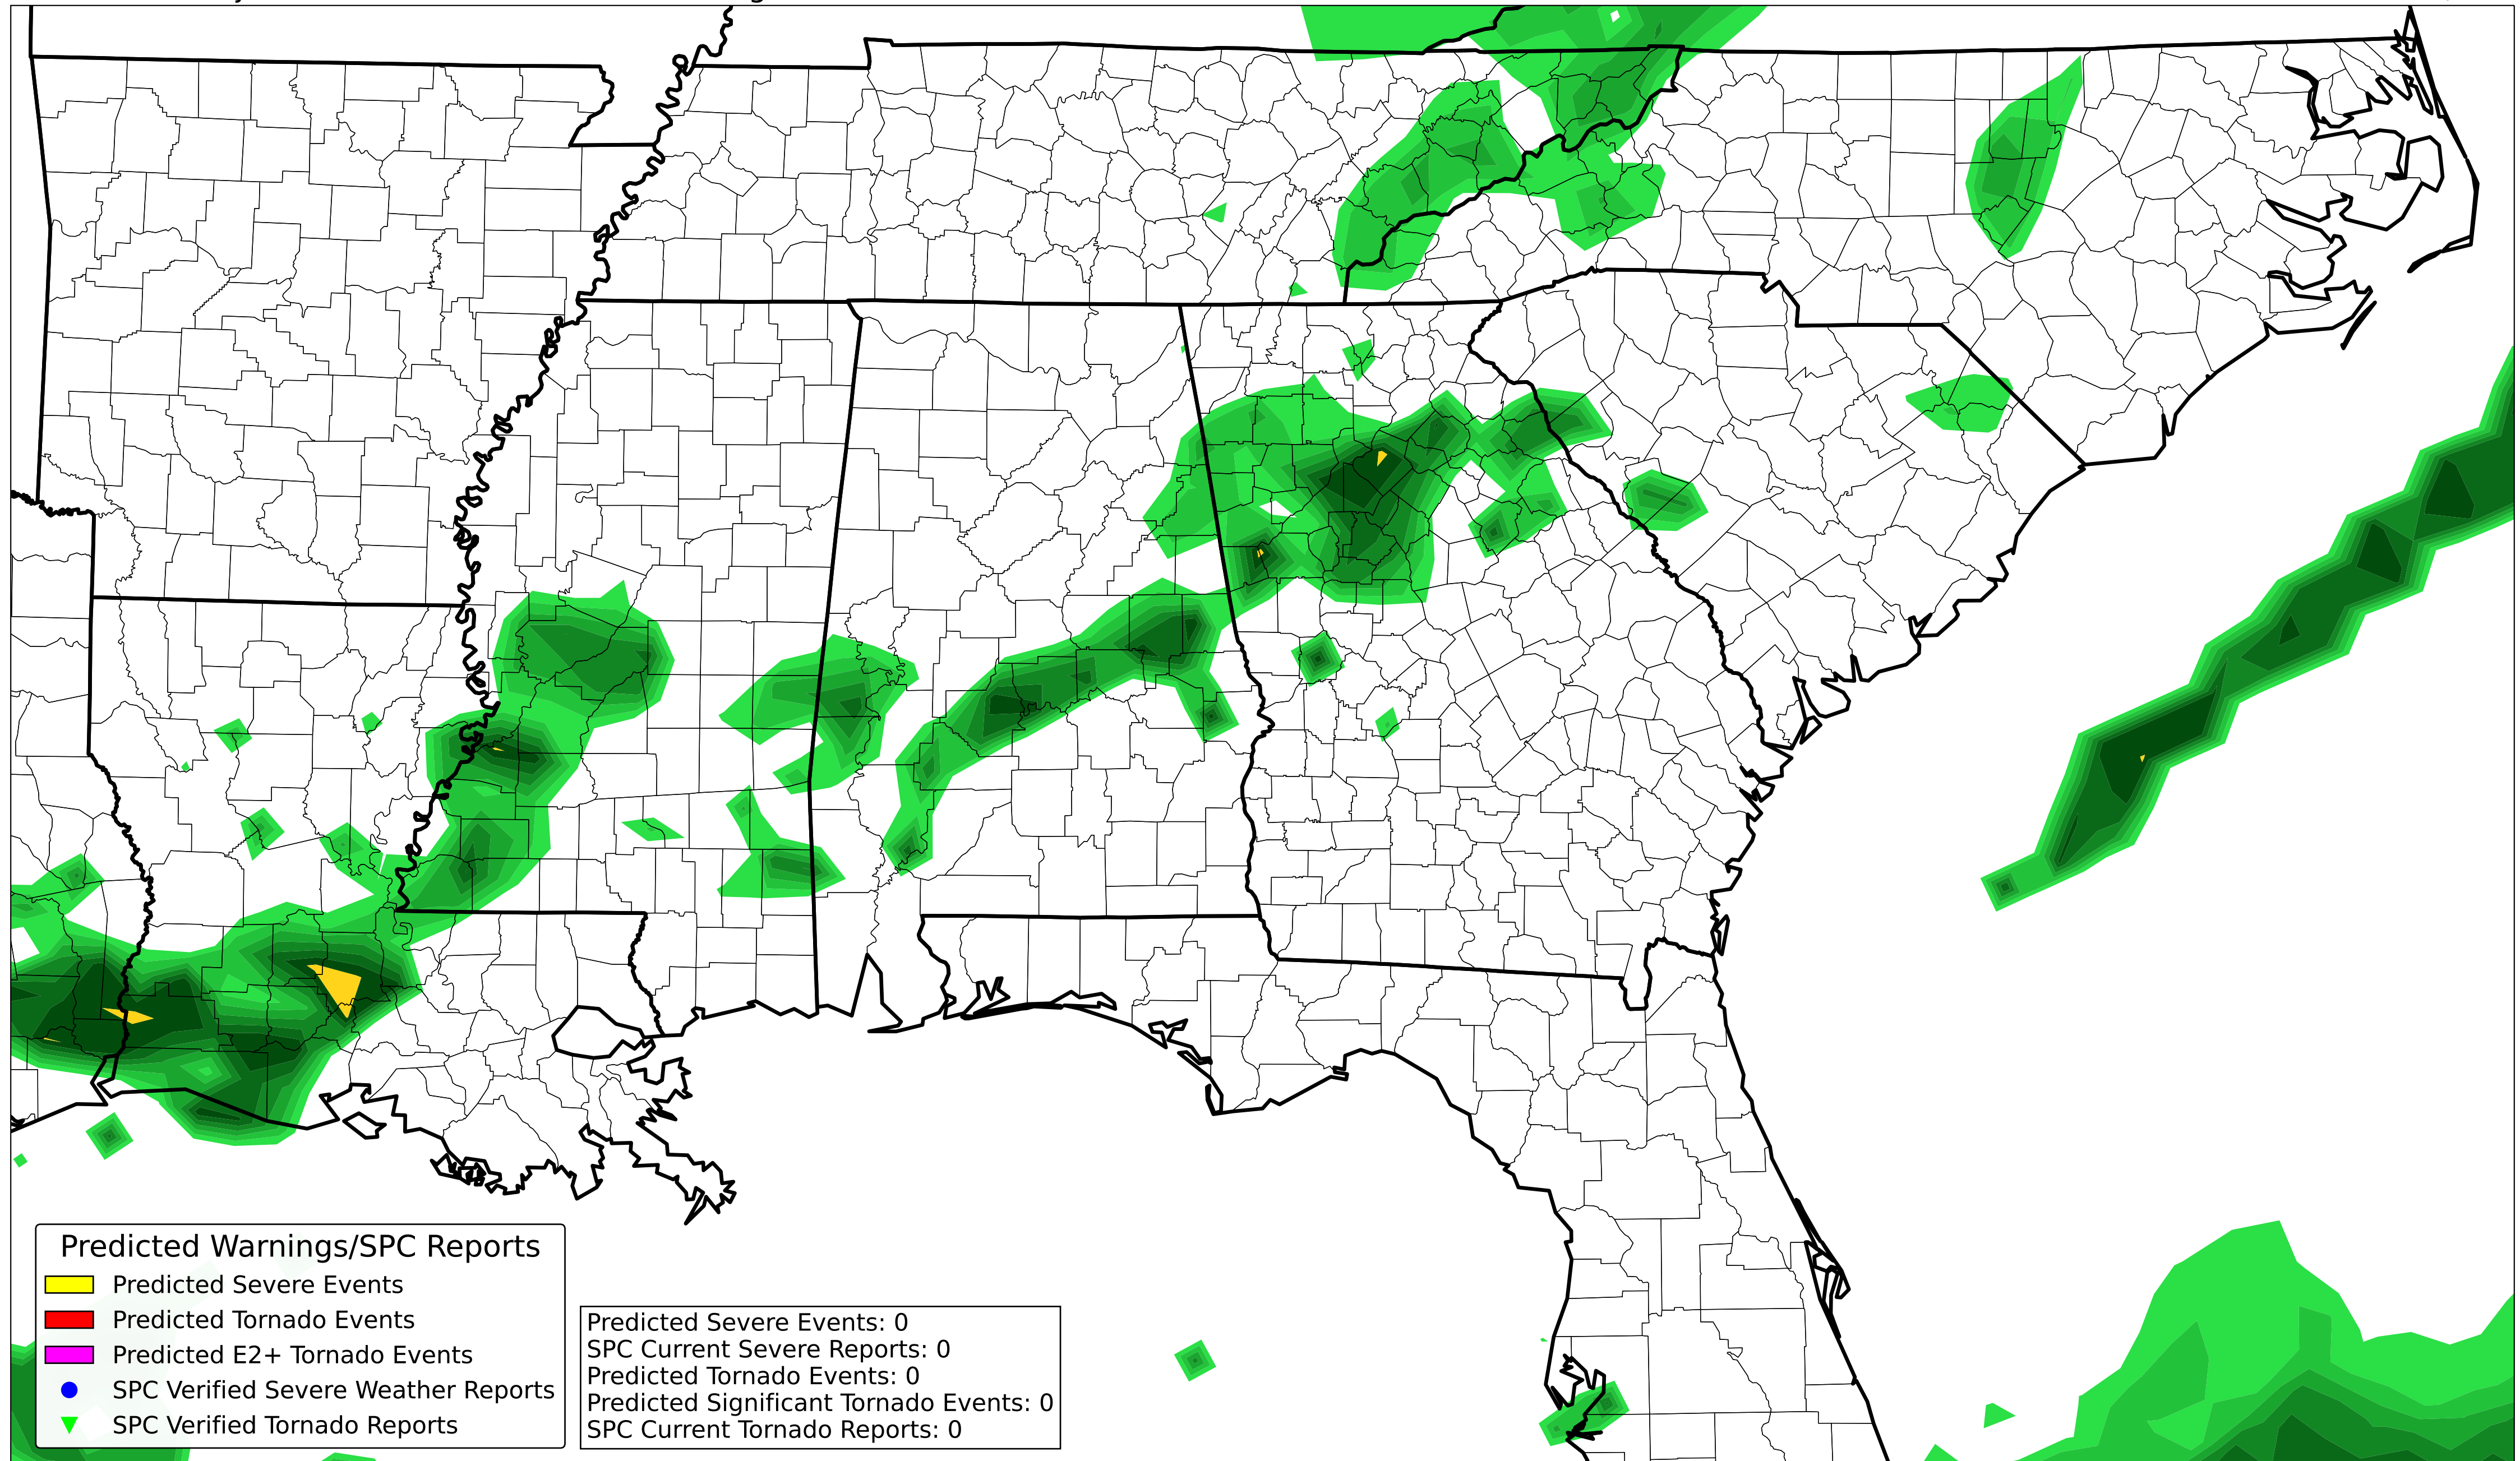 Predicted Warnings/SPC Reports
Predicted Severe Events
Predicted Tornado Events
Predicted E2+ Tornado Events
SPC Verified Severe Weather Reports
SPC Verified Tornado Reports
Predicted Severe Events: 0
SPC Current Severe Reports: 0
Predicted Tornado Events: 0
Predicted Significant Tornado Events: 0
SPC Current Tornado Reports: 0